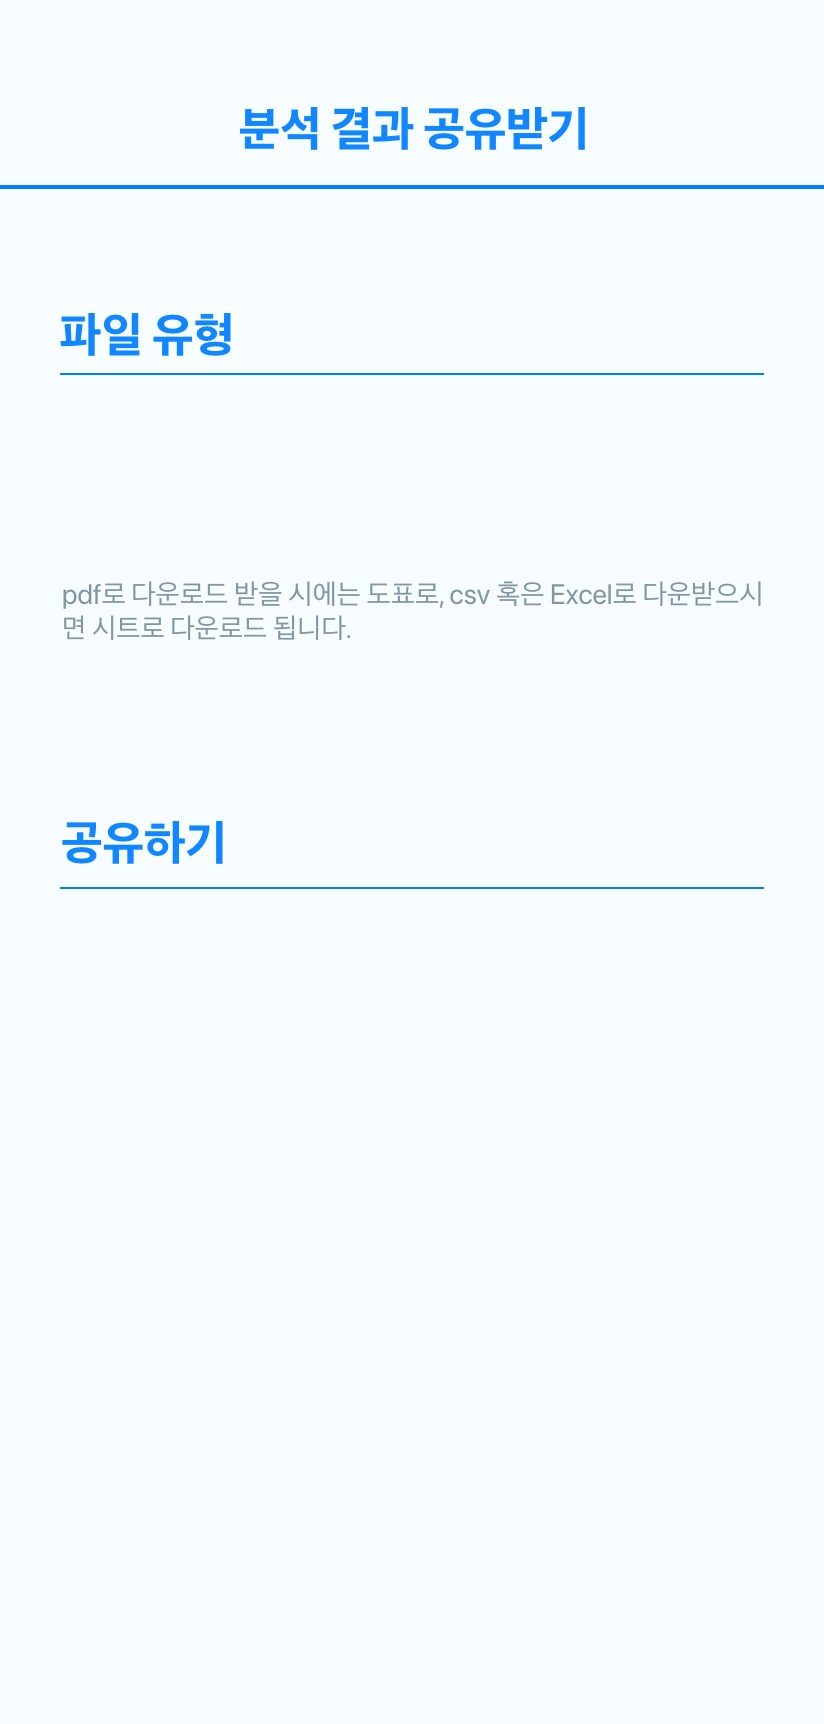 분석 결과 공유받기
파일 유형
pdf로 다운로드 받을 시에는 도표로, csv 혹은 Excel로 다운받으시
면 시트로 다운로드 됩니다.
공유하기